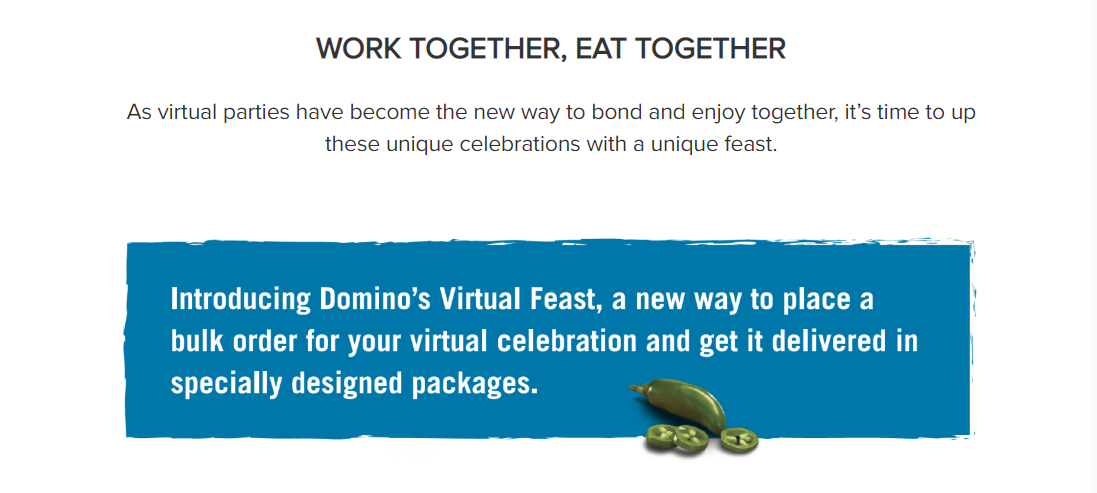 WORK TOGETHER, EAT TOGETHER
As virtual parties have become the new way to bond and enjoy together, it’s time to up
these unique celebrations with a unique feast.
Introducing Domino’s Virtual Feast, a new way to place a
bulk order for your virtual celebration and get it delivered in
specially designed packages.